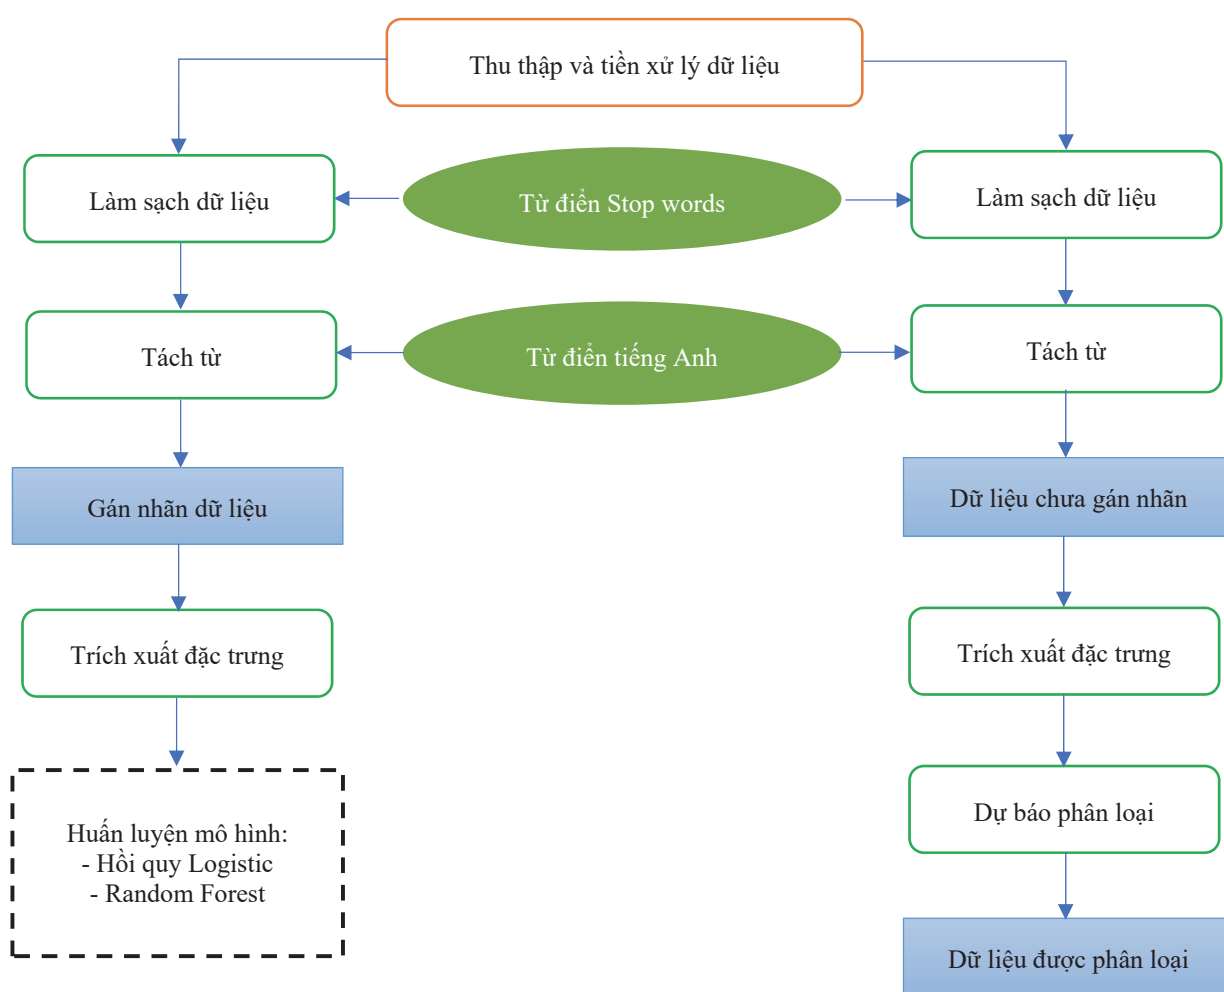 Thu thập và tiền xử lý dữ liệu
Làm sạch dữ liệu
Từ điển Stop words
Làm sạch dữ liệu
Tách từ
Từ điển tiếng Anh
Tách từ
Gán nhãn dữ liệu
Dữ liệu chưa gán nhãn
Trích xuất đặc trưng
Trích xuất đặc trưng
Huấn luyện mô hình:
- Hồi quy Logistic
- Random Forest
Dự báo phân loại
Dữ liệu được phân loại